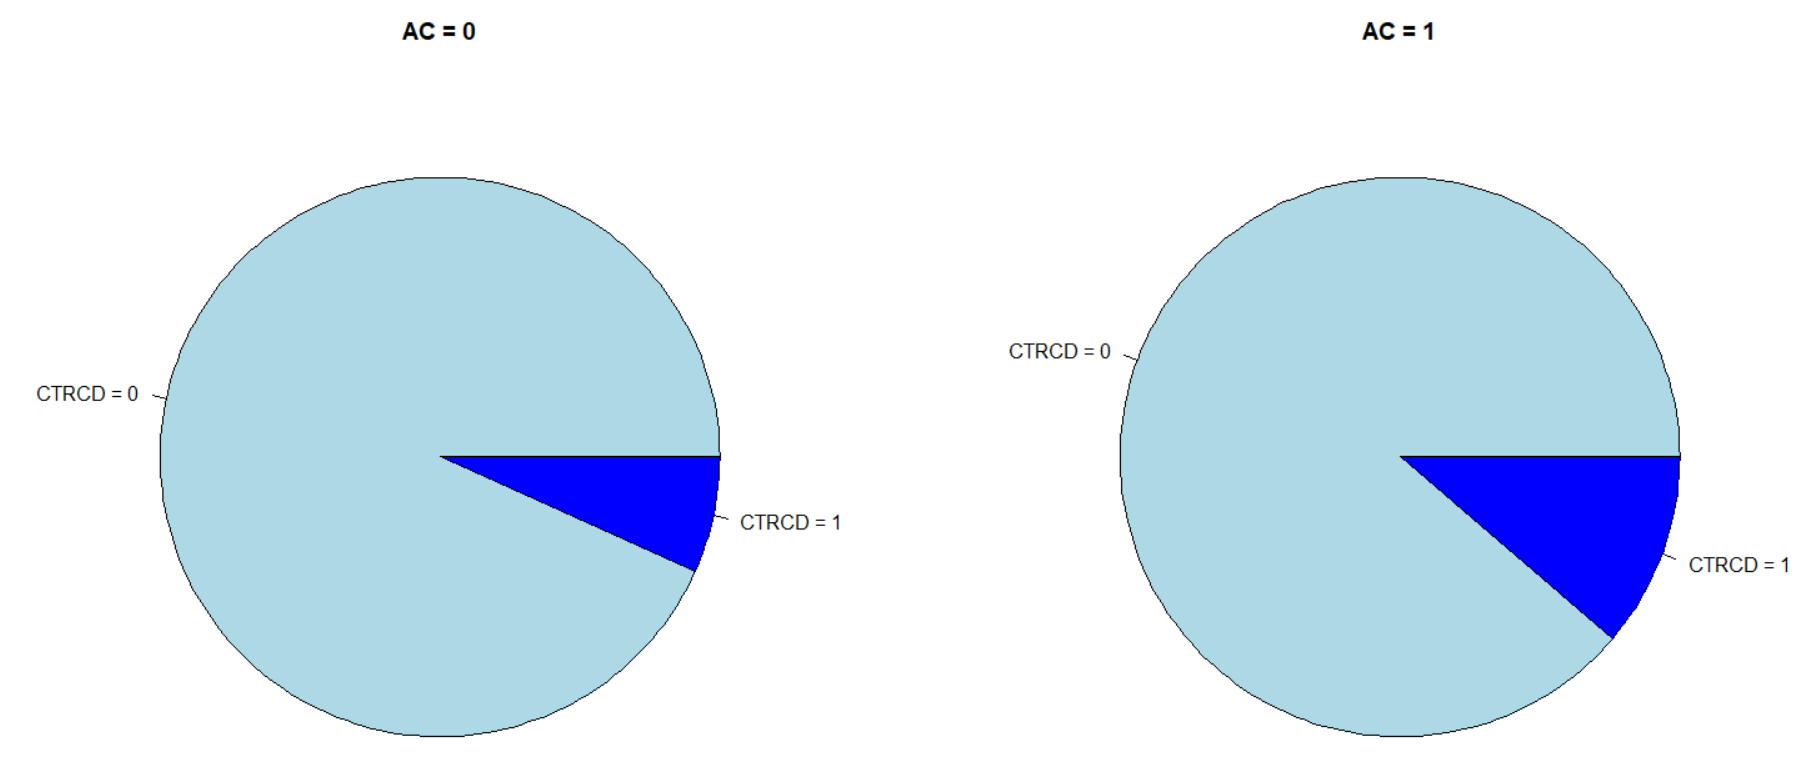 AC = 0
CTRCD = 0
CTRCD = 1
AC = 1
CTRCD = 0
CTRCD = 1